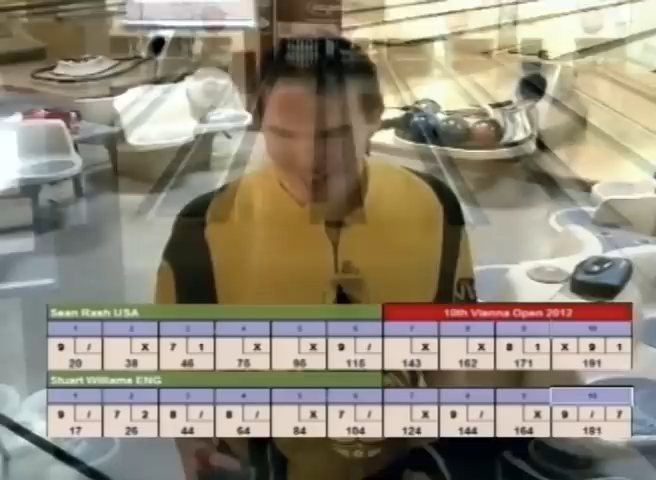 Sean Rash USA 10th Vienna Open 2012
1 2 3 4 5 6 7 8 9 10
9 / X 7 1 X X 9 / X X 8 1 X 9 1
20 38 46 75 95 115 143 162 171 191
Stuart Williams ENG
1 2 3 4 5 6 7 8 9 10
9 / 7 2 8 / 8 / X 7 / X 9 / X 9 / 7
17 26 44 64 84 104 124 144 164 181